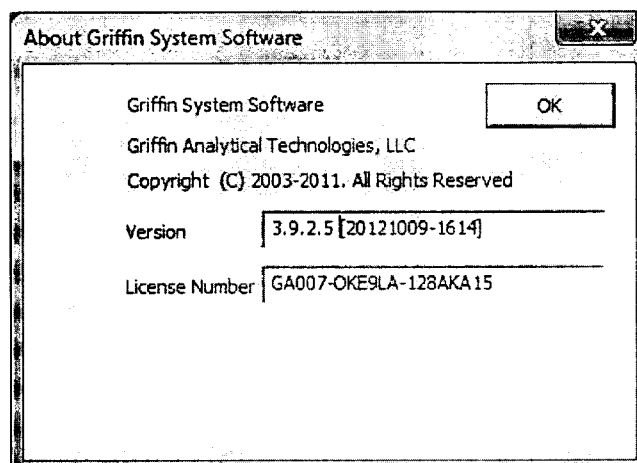 About Griffin System Software
Griffin System Software
OK
Griffin Analytical Technologies, LLC
Copyright (C) 2003-2011. All Rights Reserved
Version 3.9.2.5 [20121009-1614]
License Number GA007-OKE9LA-128AKA15